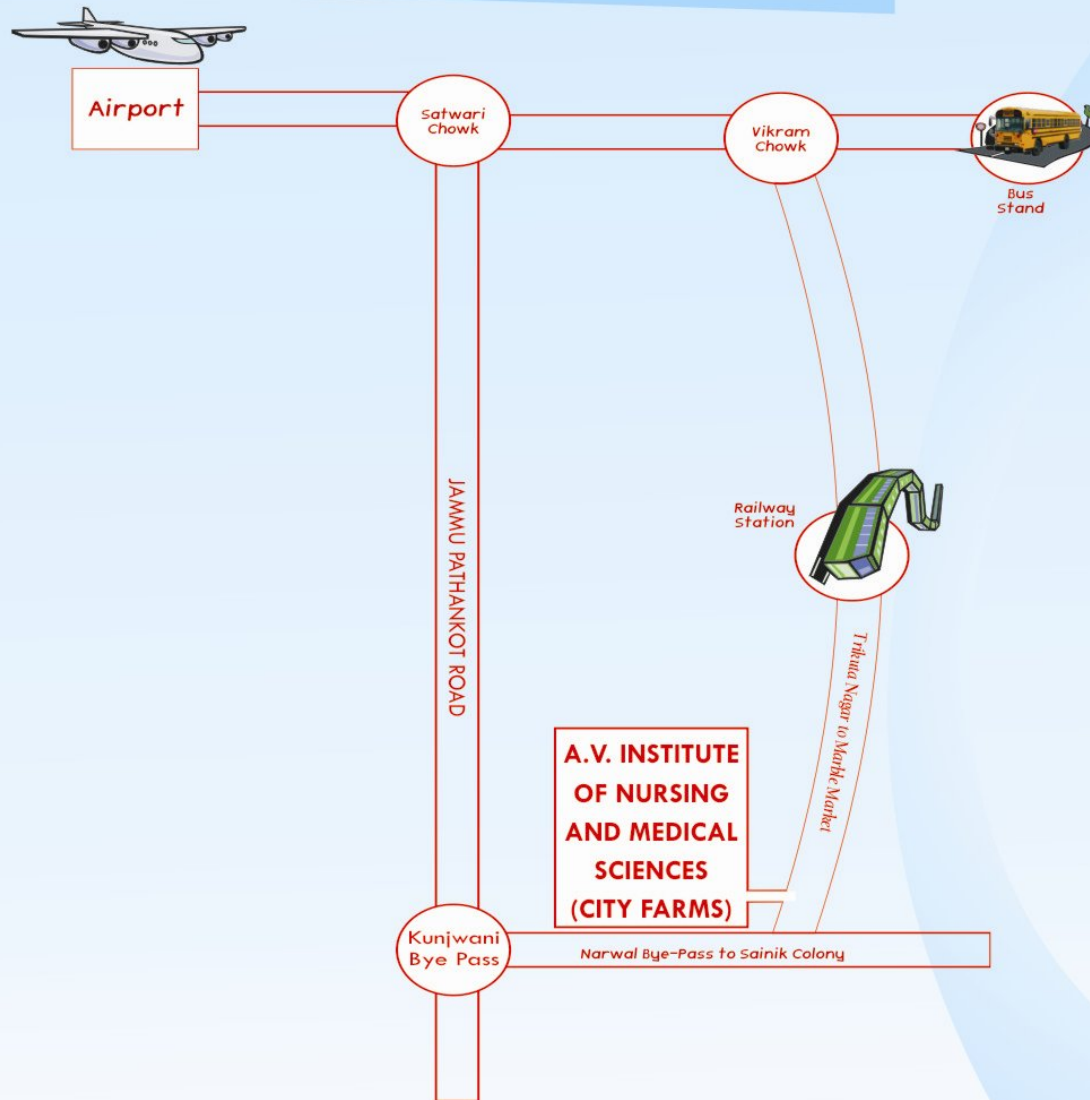 Airport
Satwari
Chowk
Vikram
Chowk
Bus
Stand
Railway
Station
JAMMU PATHANKOT ROAD
Trikuta Nagar to Marble Market
A.V. INSTITUTE
OF NURSING
AND MEDICAL
SCIENCES
(CITY FARMS)
Kunjwani
Bye Pass
Narwal Bye-Pass to Sainik Colony